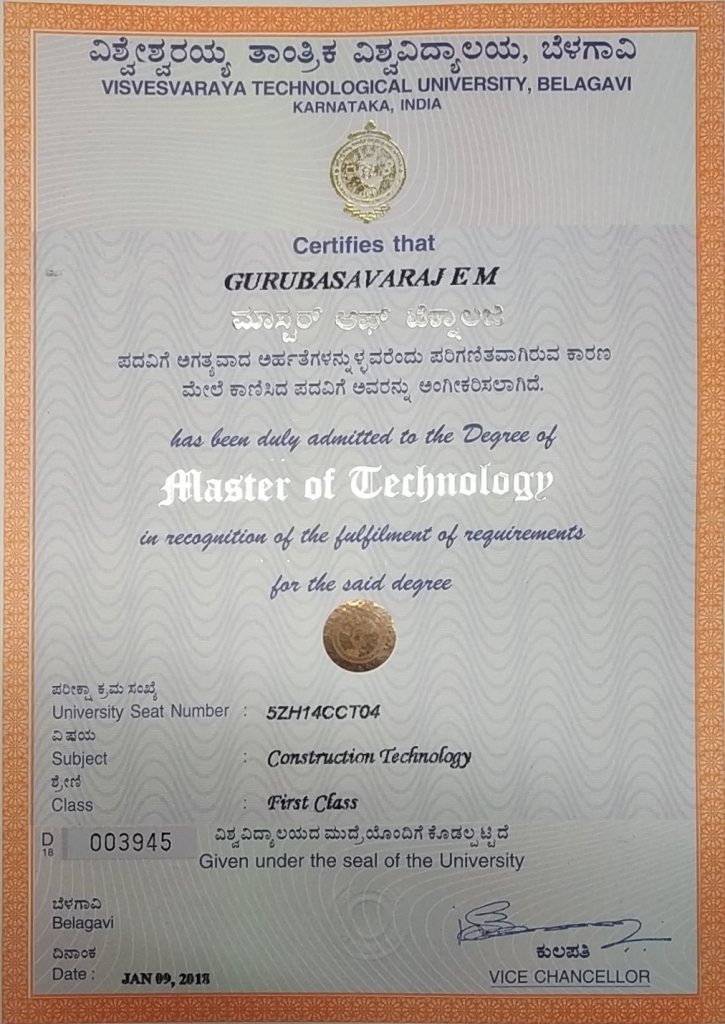 ವಿಶ್ವೇಶ್ವರಯ್ಯ ತಾಂತ್ರಿಕ ವಿಶ್ವವಿದ್ಯಾಲಯ, ಬೆಳಗಾವಿ
VISVESVARAYA TECHNOLOGICAL UNIVERSITY, BELAGAVI
KARNATAKA, INDIA
Certifies that
GURUBASAVARAJ E M
ಮಾಸ್ಟರ್ ಆಫ್ ಟೆಕ್ನಾಲಜಿ
ಪದವಿಗೆ ಅಗತ್ಯವಾದ ಅರ್ಹತೆಗಳನ್ನುಳ್ಳವರೆಂದು ಪರಿಗಣಿತವಾಗಿರುವ ಕಾರಣ
ಮೇಲೆ ಕಾಣಿಸಿದ ಪದವಿಗೆ ಅವರನ್ನು ಅಂಗೀಕರಿಸಲಾಗಿದೆ.
has been duly admitted to the Degree of
Master of Technology
in recognition of the fulfilment of requirements
for the said degree
ಪರೀಕ್ಷಾ ಕ್ರಮ ಸಂಖ್ಯೆ
University Seat Number : 5ZH14CCT04
ವಿಷಯ
Subject : Construction Technology
ಶ್ರೇಣಿ
Class : First Class
D 18 003945 ವಿಶ್ವವಿದ್ಯಾಲಯದ ಮುದ್ರೆಯೊಂದಿಗೆ ಕೊಡಲ್ಪಟ್ಟಿದೆ
Given under the seal of the University
ಬೆಳಗಾವಿ
Belagavi
ದಿನಾಂಕ
Date : JAN 09, 2018
ಕುಲಪತಿ
VICE CHANCELLOR